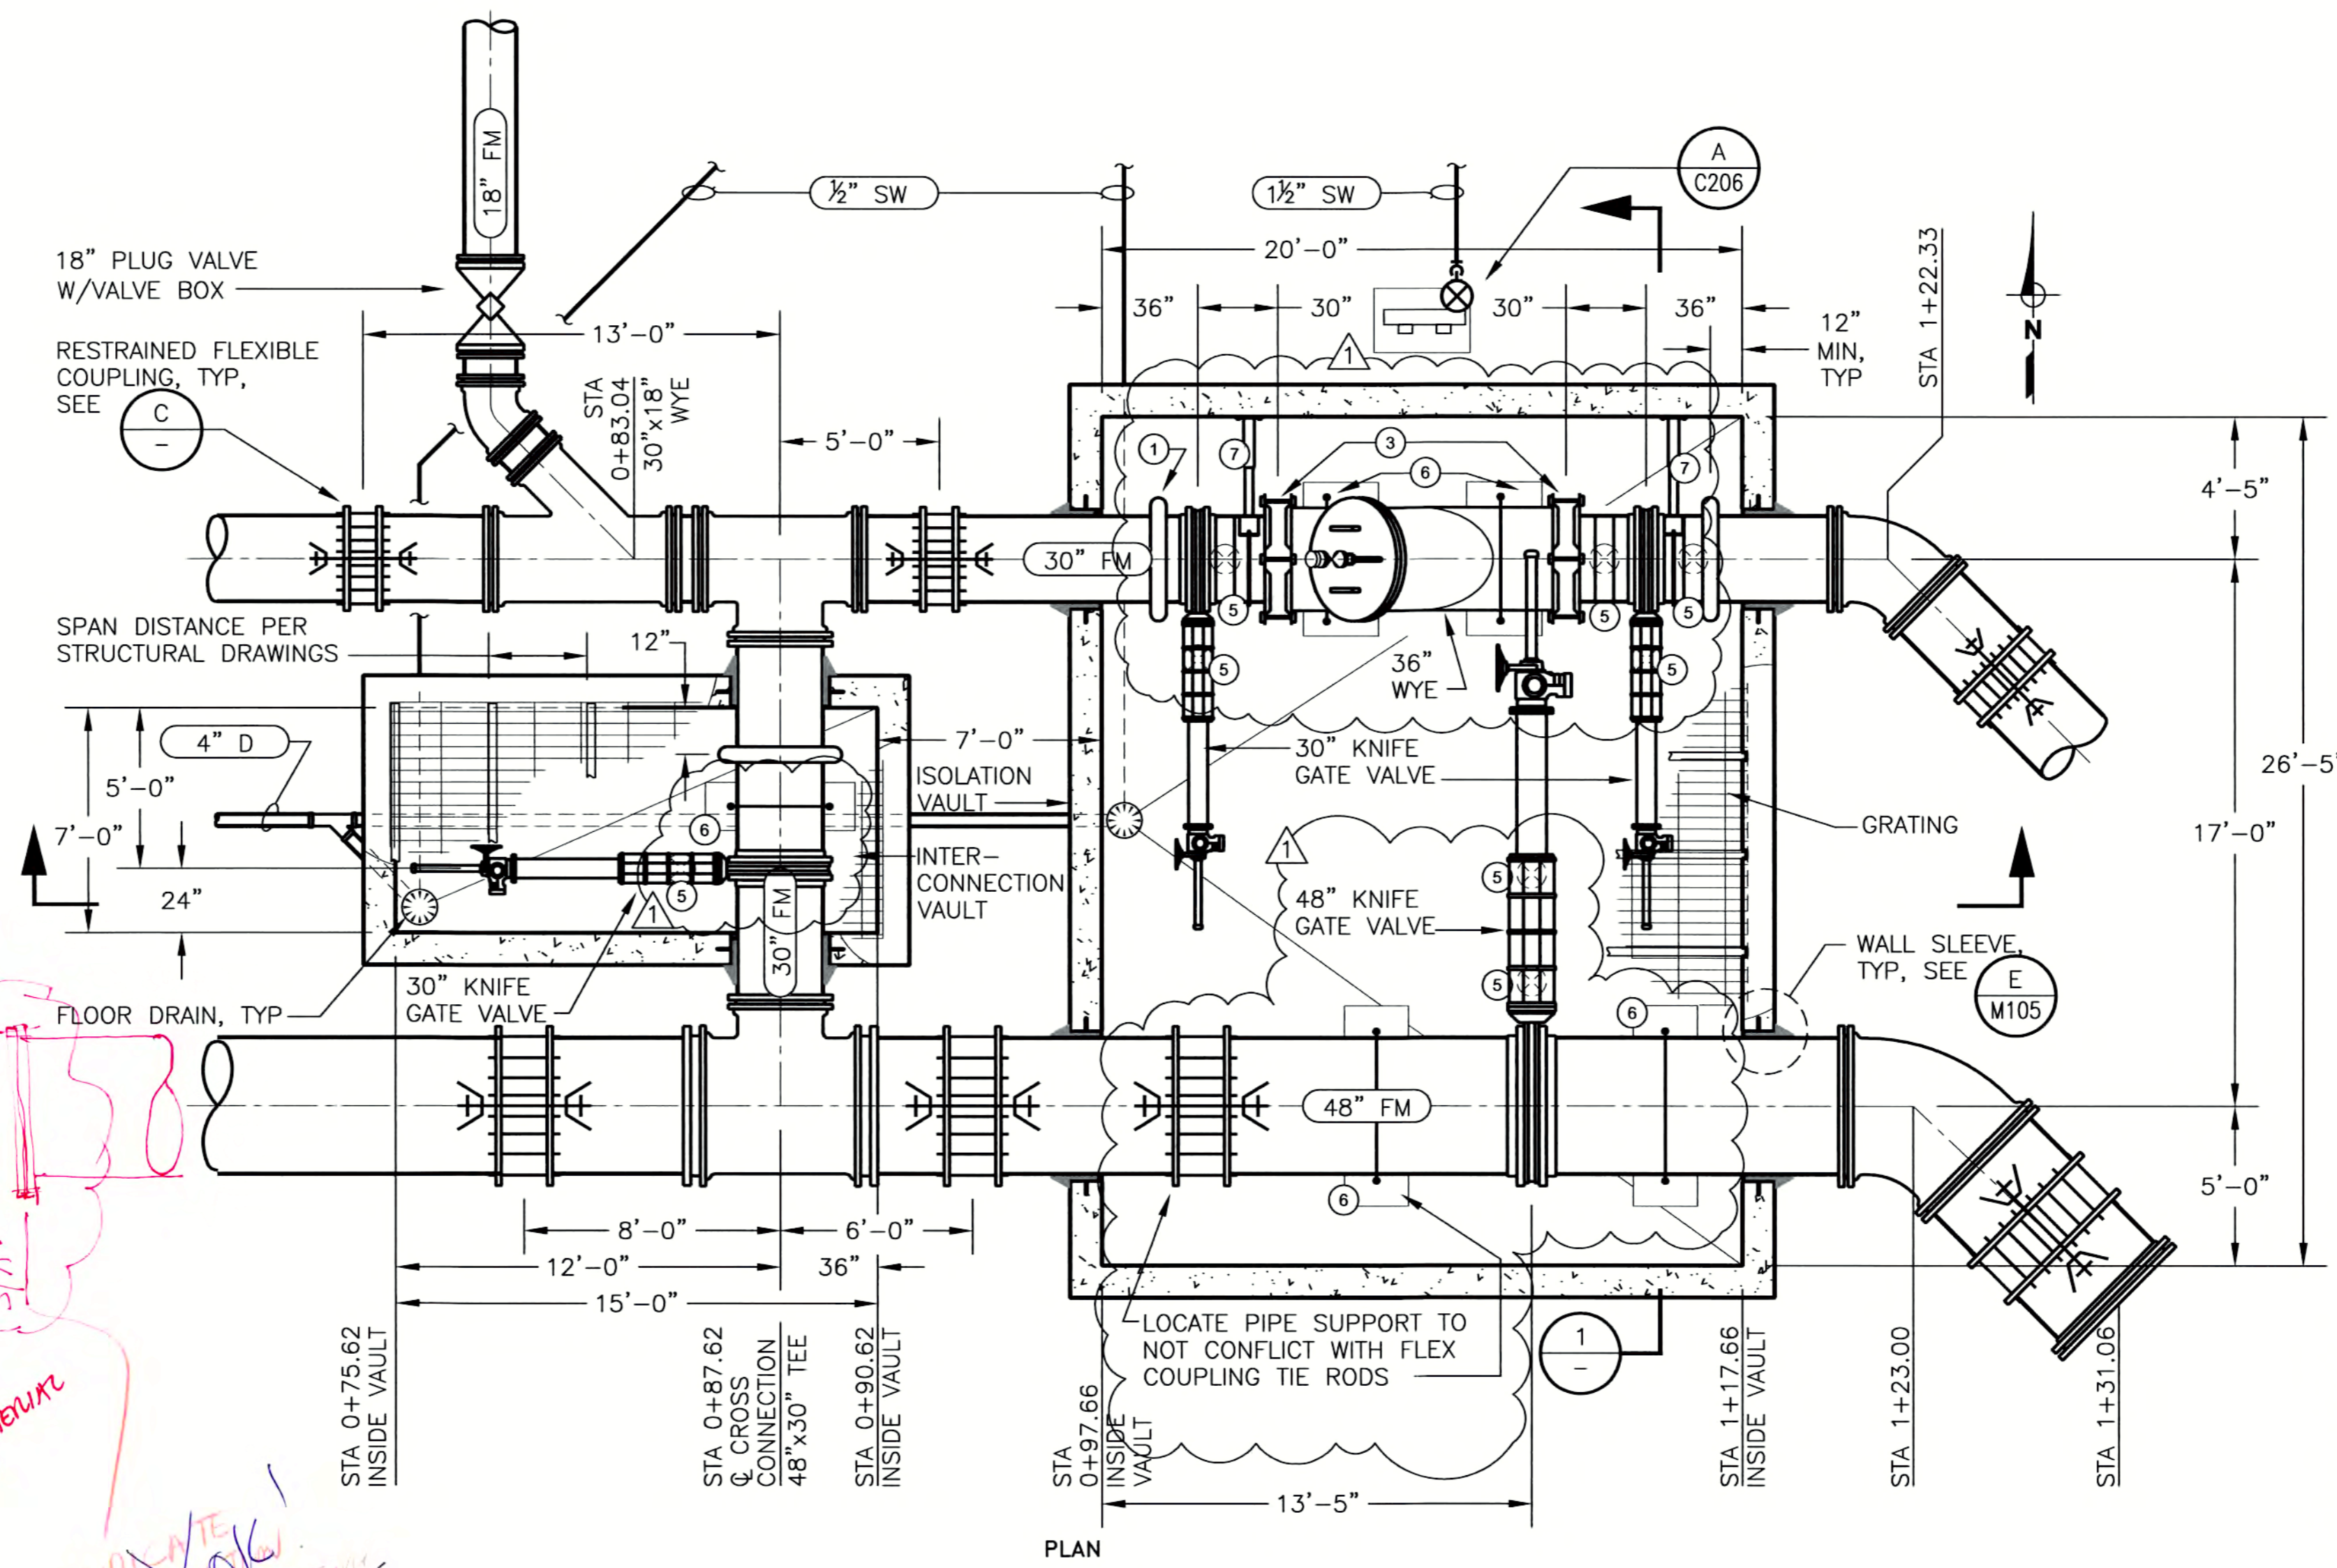 18" FM
½" SW
1½" SW
A
C206
20'-0"
18" PLUG VALVE
W/VALVE BOX
13'-0"
36"
30"
30"
36"
12"
MIN,
TYP
STA 1+22.33
N
RESTRAINED FLEXIBLE
COUPLING, TYP,
SEE
C
-
STA
0+83.04
30"x18"
WYE
5'-0"
1
1
7
3
6
7
4'-5"
30" FM
5
5
5
SPAN DISTANCE PER
STRUCTURAL DRAWINGS
12"
5
36"
WYE
5
4" D
7'-0"
30" KNIFE
GATE VALVE
ISOLATION
VAULT
26'-5"
5'-0"
7'-0"
6
GRATING
17'-0"
INTER-
CONNECTION
VAULT
1
24"
5
1
30" FM
48" KNIFE
GATE VALVE
5
WALL SLEEVE,
TYP, SEE
E
M105
30" KNIFE
GATE VALVE
5
6
FLOOR DRAIN, TYP
48" FM
6
5'-0"
8'-0"
6'-0"
12'-0"
36"
15'-0"
LOCATE PIPE SUPPORT TO
NOT CONFLICT WITH FLEX
COUPLING TIE RODS
1
-
STA 0+75.62
INSIDE VAULT
STA 0+87.62
℄ CROSS
CONNECTION
48"x30" TEE
STA 0+90.62
INSIDE VAULT
STA
0+97.66
INSIDE
VAULT
STA 1+17.66
INSIDE VAULT
STA 1+23.00
STA 1+31.06
13'-5"
PLAN
OK